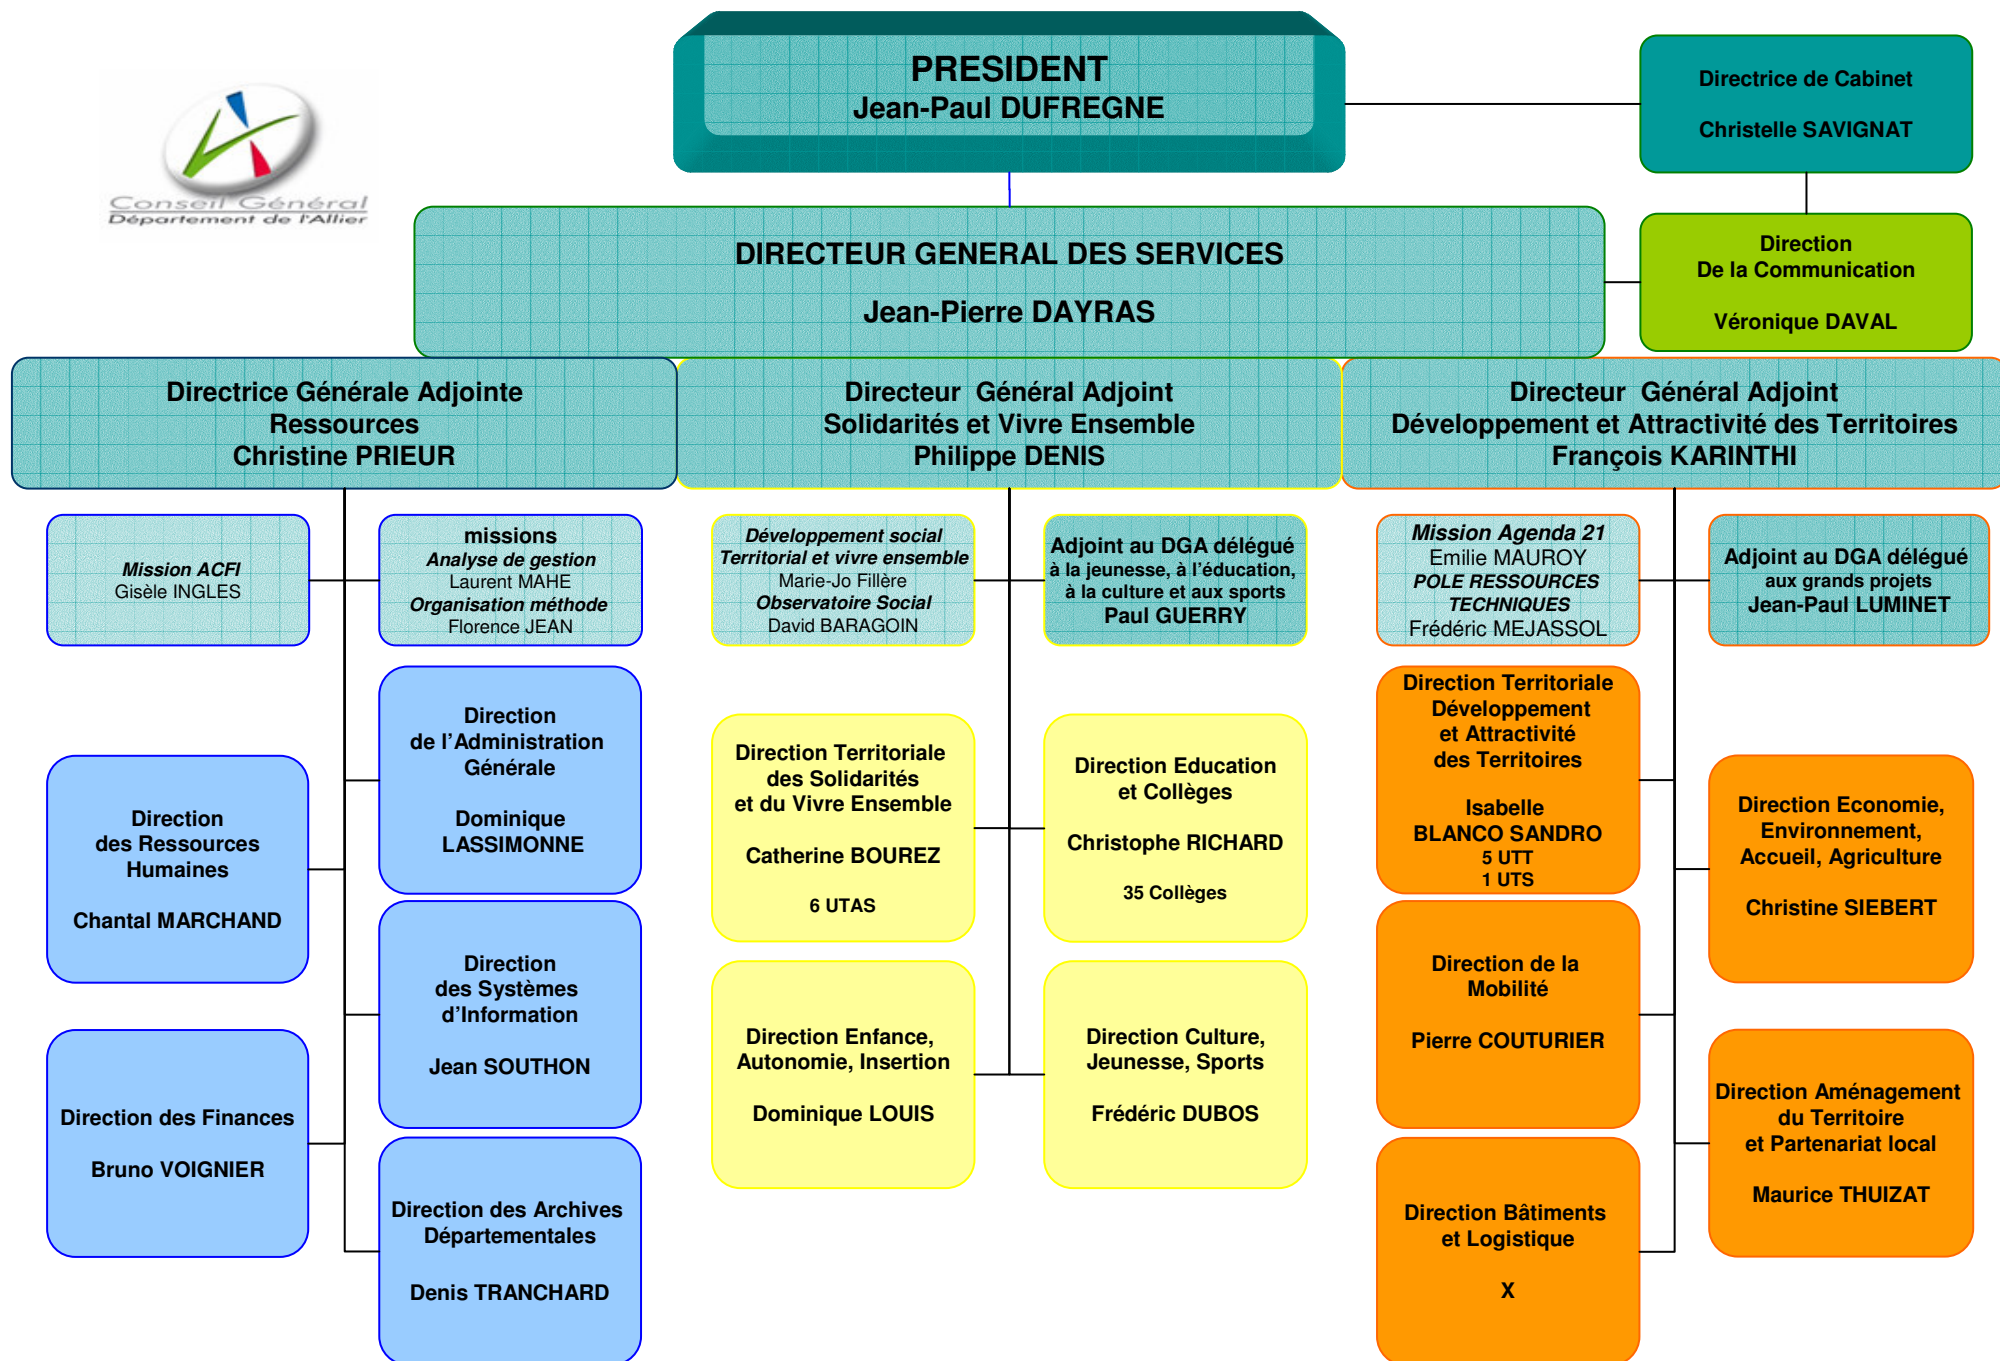 PRESIDENT
Jean-Paul DUFREGNE
Directrice de Cabinet
Christelle SAVIGNAT
Conseil Général
Département de l'Allier
DIRECTEUR GENERAL DES SERVICES
Jean-Pierre DAYRAS
Direction
De la Communication
Véronique DAVAL
Directrice Générale Adjointe
Ressources
Christine PRIEUR
Directeur Général Adjoint
Solidarités et Vivre Ensemble
Philippe DENIS
Directeur Général Adjoint
Développement et Attractivité des Territoires
François KARINTHI
Mission ACFI
Gisèle INGLES
missions
Analyse de gestion
Laurent MAHE
Organisation méthode
Florence JEAN
Développement social
Territorial et vivre ensemble
Marie-Jo Fillère
Observatoire Social
David BARAGOIN
Adjoint au DGA délégué
à la jeunesse, à l'éducation,
à la culture et aux sports
Paul GUERRY
Mission Agenda 21
Emilie MAUROY
POLE RESSOURCES
TECHNIQUES
Frédéric MEJASSOL
Adjoint au DGA délégué
aux grands projets
Jean-Paul LUMINET
Direction
des Ressources
Humaines
Chantal MARCHAND
Direction
de l'Administration
Générale
Dominique
LASSIMONNE
Direction des Finances
Bruno VOIGNIER
Direction
des Systèmes
d'Information
Jean SOUTHON
Direction des Archives
Départementales
Denis TRANCHARD
Direction Territoriale
des Solidarités
et du Vivre Ensemble
Catherine BOUREZ
6 UTAS
Direction Education
et Collèges
Christophe RICHARD
35 Collèges
Direction Enfance,
Autonomie, Insertion
Dominique LOUIS
Direction Culture,
Jeunesse, Sports
Frédéric DUBOS
Direction Territoriale
Développement
et Attractivité
des Territoires
Isabelle
BLANCO SANDRO
5 UTT
1 UTS
Direction Economie,
Environnement,
Accueil, Agriculture
Christine SIEBERT
Direction de la
Mobilité
Pierre COUTURIER
Direction Aménagement
du Territoire
et Partenariat local
Maurice THUIZAT
Direction Bâtiments
et Logistique
X